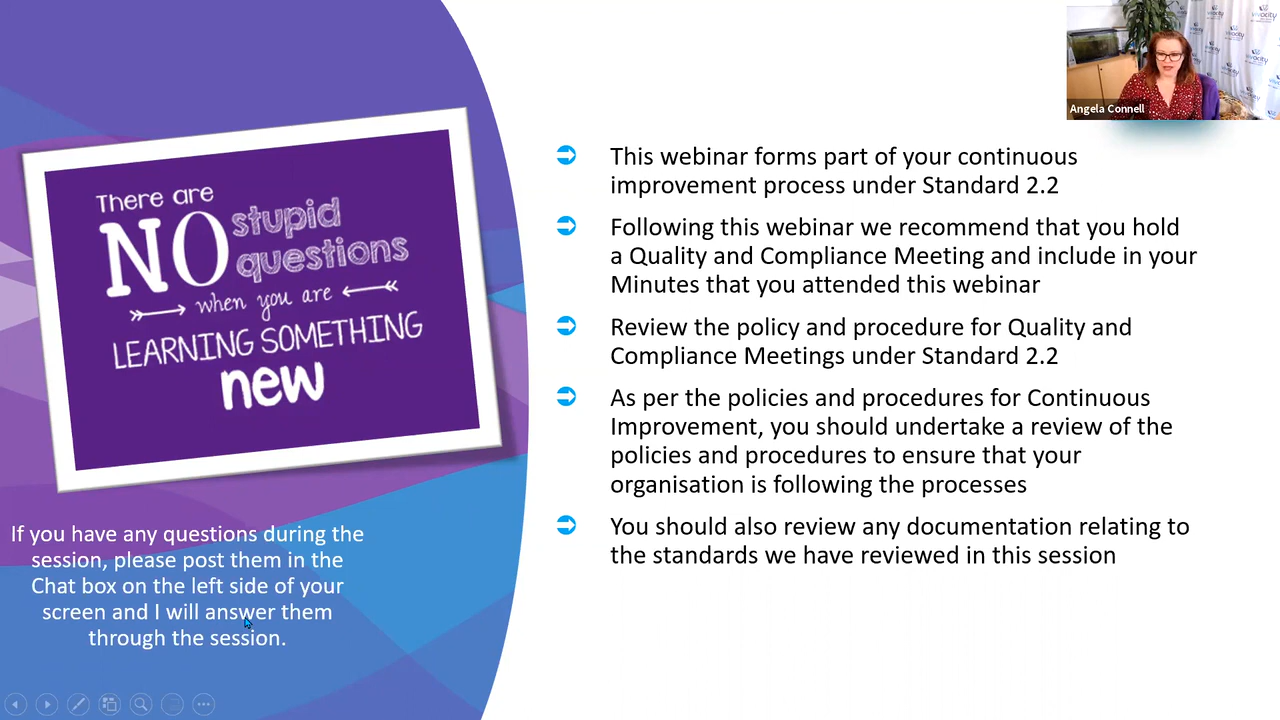 Angela Connell
There are
NO stupid
questions
when you are
LEARNING SOMETHING
new
If you have any questions during the
session, please post them in the
Chat box on the left side of your
screen and I will answer them
through the session.
This webinar forms part of your continuous
improvement process under Standard 2.2
Following this webinar we recommend that you hold
a Quality and Compliance Meeting and include in your
Minutes that you attended this webinar
Review the policy and procedure for Quality and
Compliance Meetings under Standard 2.2
As per the policies and procedures for Continuous
Improvement, you should undertake a review of the
policies and procedures to ensure that your
organisation is following the processes
You should also review any documentation relating to
the standards we have reviewed in this session